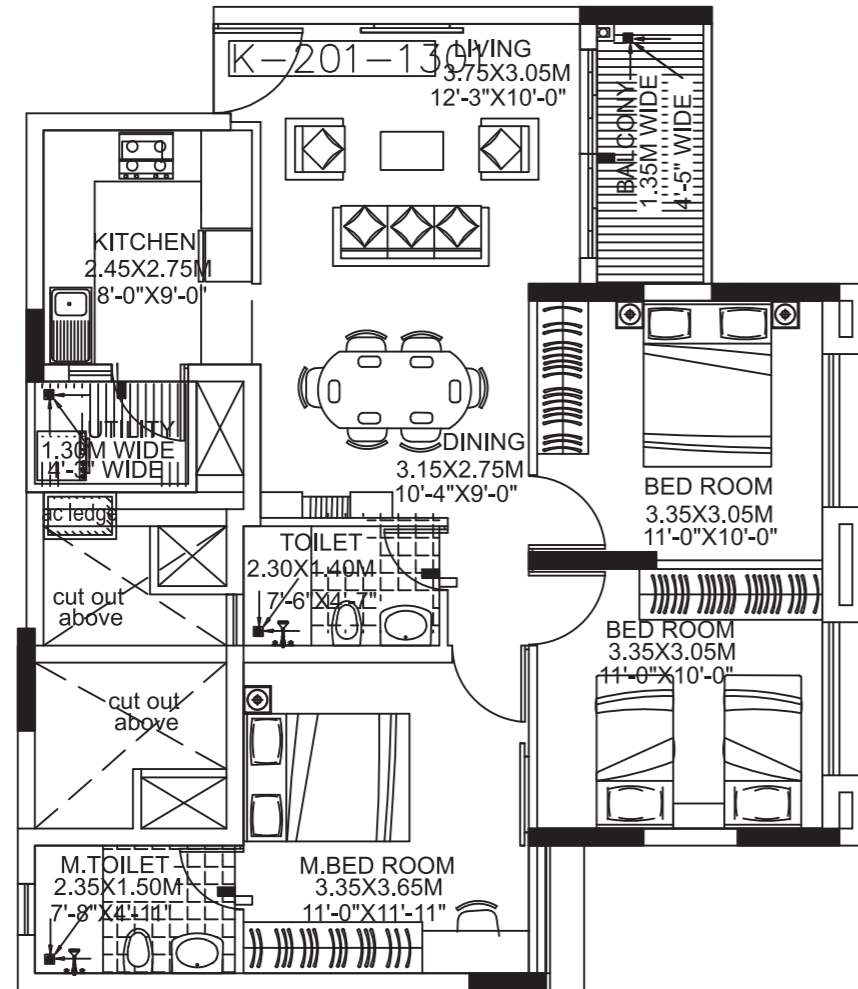 K-201-1301
LIVING
3.75X3.05M
12'-3"X10'-0"
BALCONY
1.35M WIDE
4'-5" WIDE
KITCHEN
2.45X2.75M
8'-0"X9'-0"
UTILITY
1.30M WIDE
4'-3" WIDE
DINING
3.15X2.75M
10'-4"X9'-0"
BED ROOM
3.35X3.05M
11'-0"X10'-0"
ac ledge
TOILET
2.30X1.40M
7'-6"X4'-7"
cut out
above
BED ROOM
3.35X3.05M
11'-0"X10'-0"
cut out
above
M.TOILET
2.35X1.50M
7'-8"X4'-11"
M.BED ROOM
3.35X3.65M
11'-0"X11'-11"